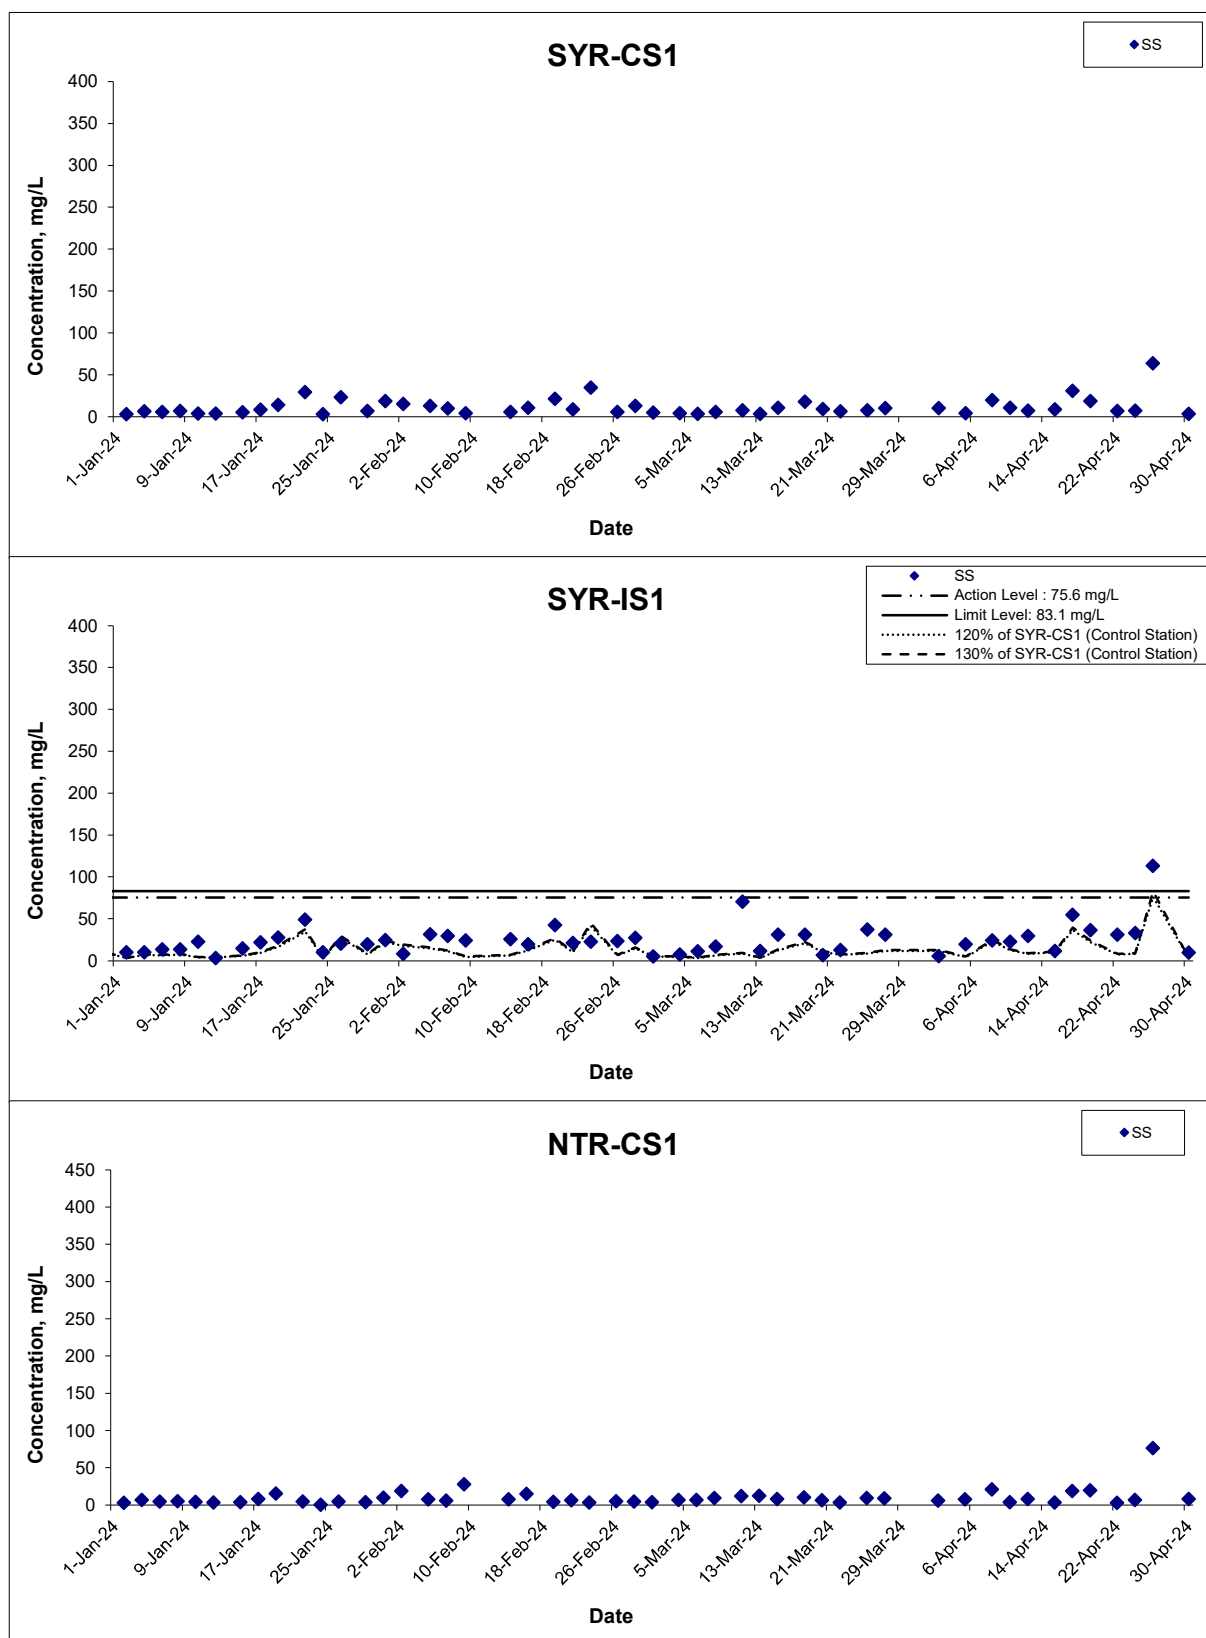 SYR-CS1
SS
Concentration, mg/L
400
350
300
250
200
150
100
50
0
1-Jan-24
9-Jan-24
17-Jan-24
25-Jan-24
2-Feb-24
10-Feb-24
18-Feb-24
26-Feb-24
5-Mar-24
13-Mar-24
21-Mar-24
29-Mar-24
6-Apr-24
14-Apr-24
22-Apr-24
30-Apr-24
Date
SYR-IS1
SS
Action Level : 75.6 mg/L
Limit Level: 83.1 mg/L
120% of SYR-CS1 (Control Station)
130% of SYR-CS1 (Control Station)
Concentration, mg/L
400
350
300
250
200
150
100
50
0
1-Jan-24
9-Jan-24
17-Jan-24
25-Jan-24
2-Feb-24
10-Feb-24
18-Feb-24
26-Feb-24
5-Mar-24
13-Mar-24
21-Mar-24
29-Mar-24
6-Apr-24
14-Apr-24
22-Apr-24
30-Apr-24
Date
NTR-CS1
SS
Concentration, mg/L
450
400
350
300
250
200
150
100
50
0
1-Jan-24
9-Jan-24
17-Jan-24
25-Jan-24
2-Feb-24
10-Feb-24
18-Feb-24
26-Feb-24
5-Mar-24
13-Mar-24
21-Mar-24
29-Mar-24
6-Apr-24
14-Apr-24
22-Apr-24
30-Apr-24
Date